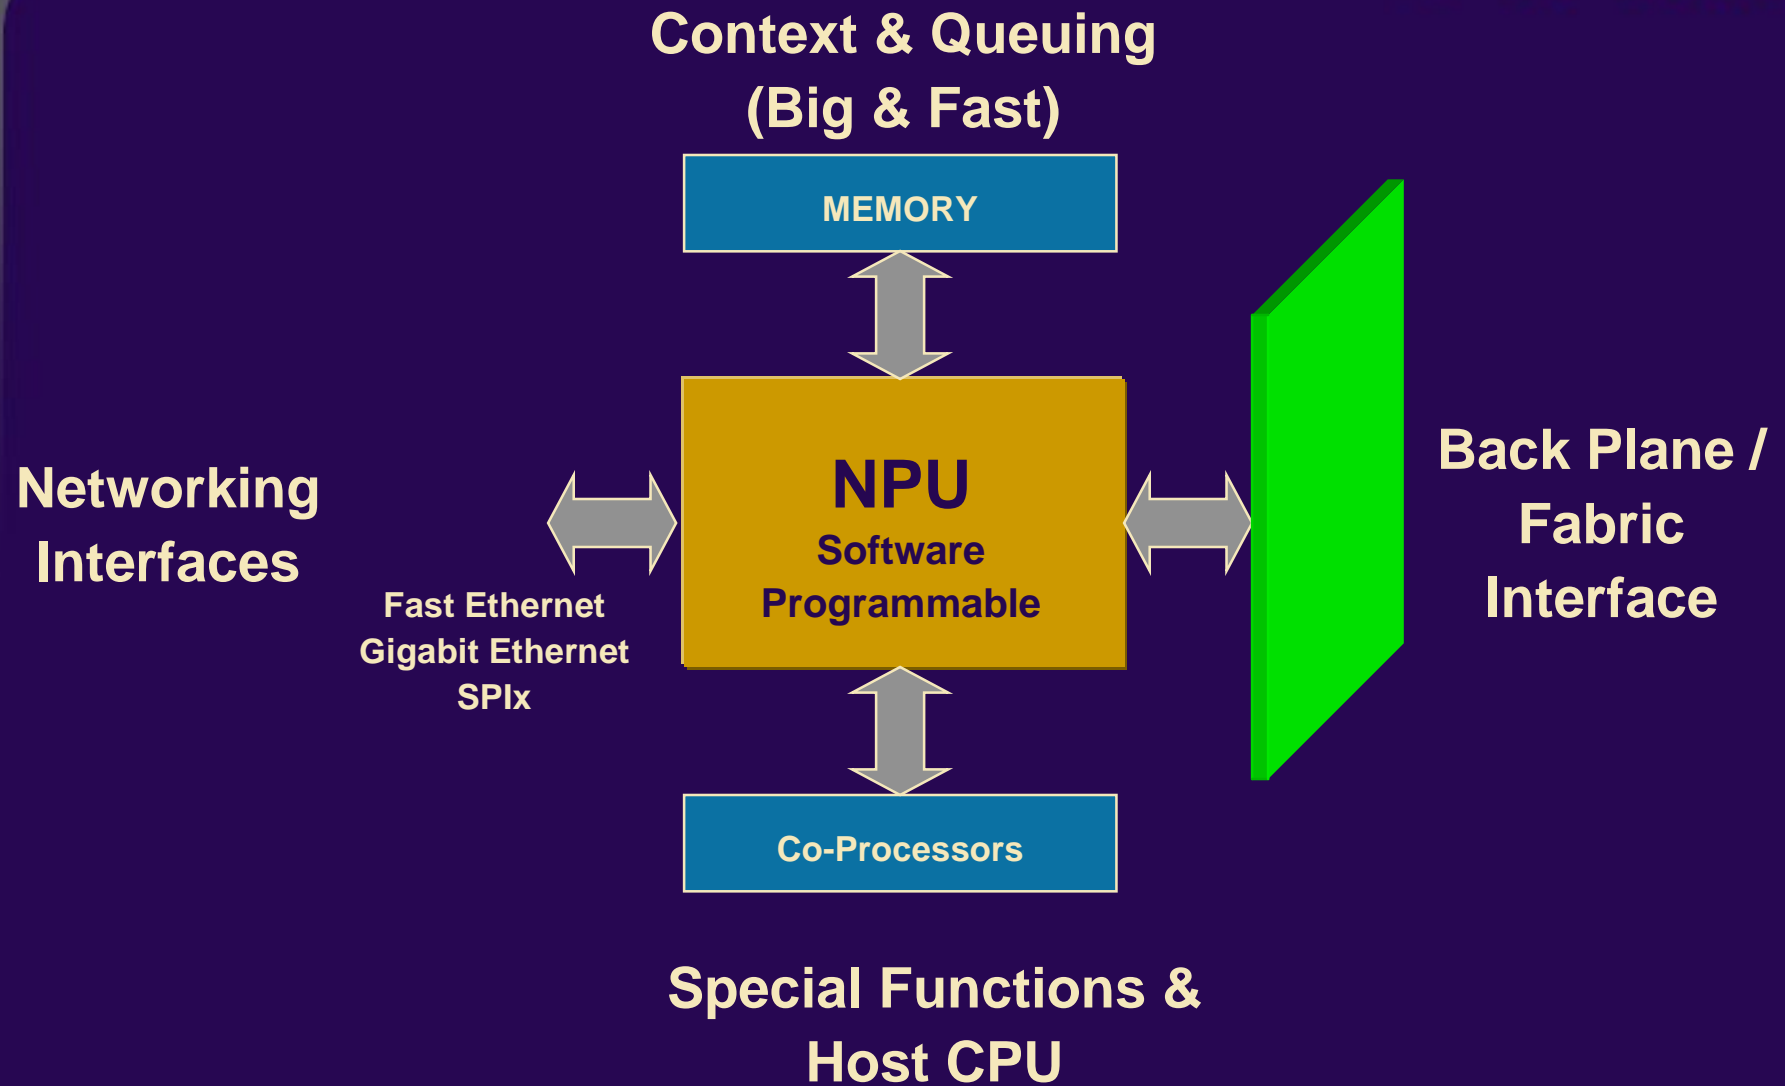 Context & Queuing
(Big & Fast)
MEMORY
Networking
Interfaces
Fast Ethernet
Gigabit Ethernet
SPIx
NPU
Software
Programmable
Back Plane /
Fabric
Interface
Co-Processors
Special Functions &
Host CPU